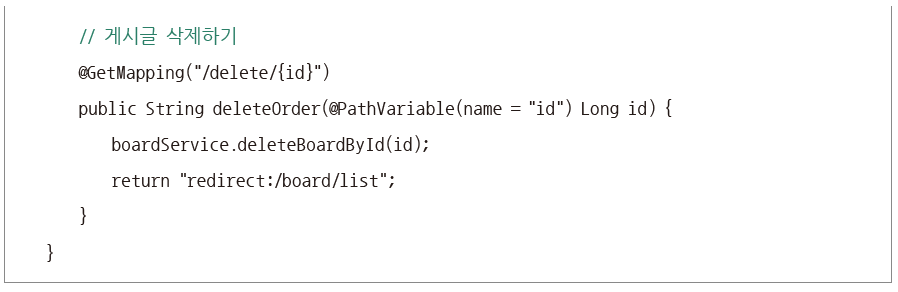 // 게시글 삭제하기
@GetMapping("/delete/{id}")
public String deleteOrder(@PathVariable(name = "id") Long id) {
boardService.deleteBoardById(id);
return "redirect:/board/list";
}
}